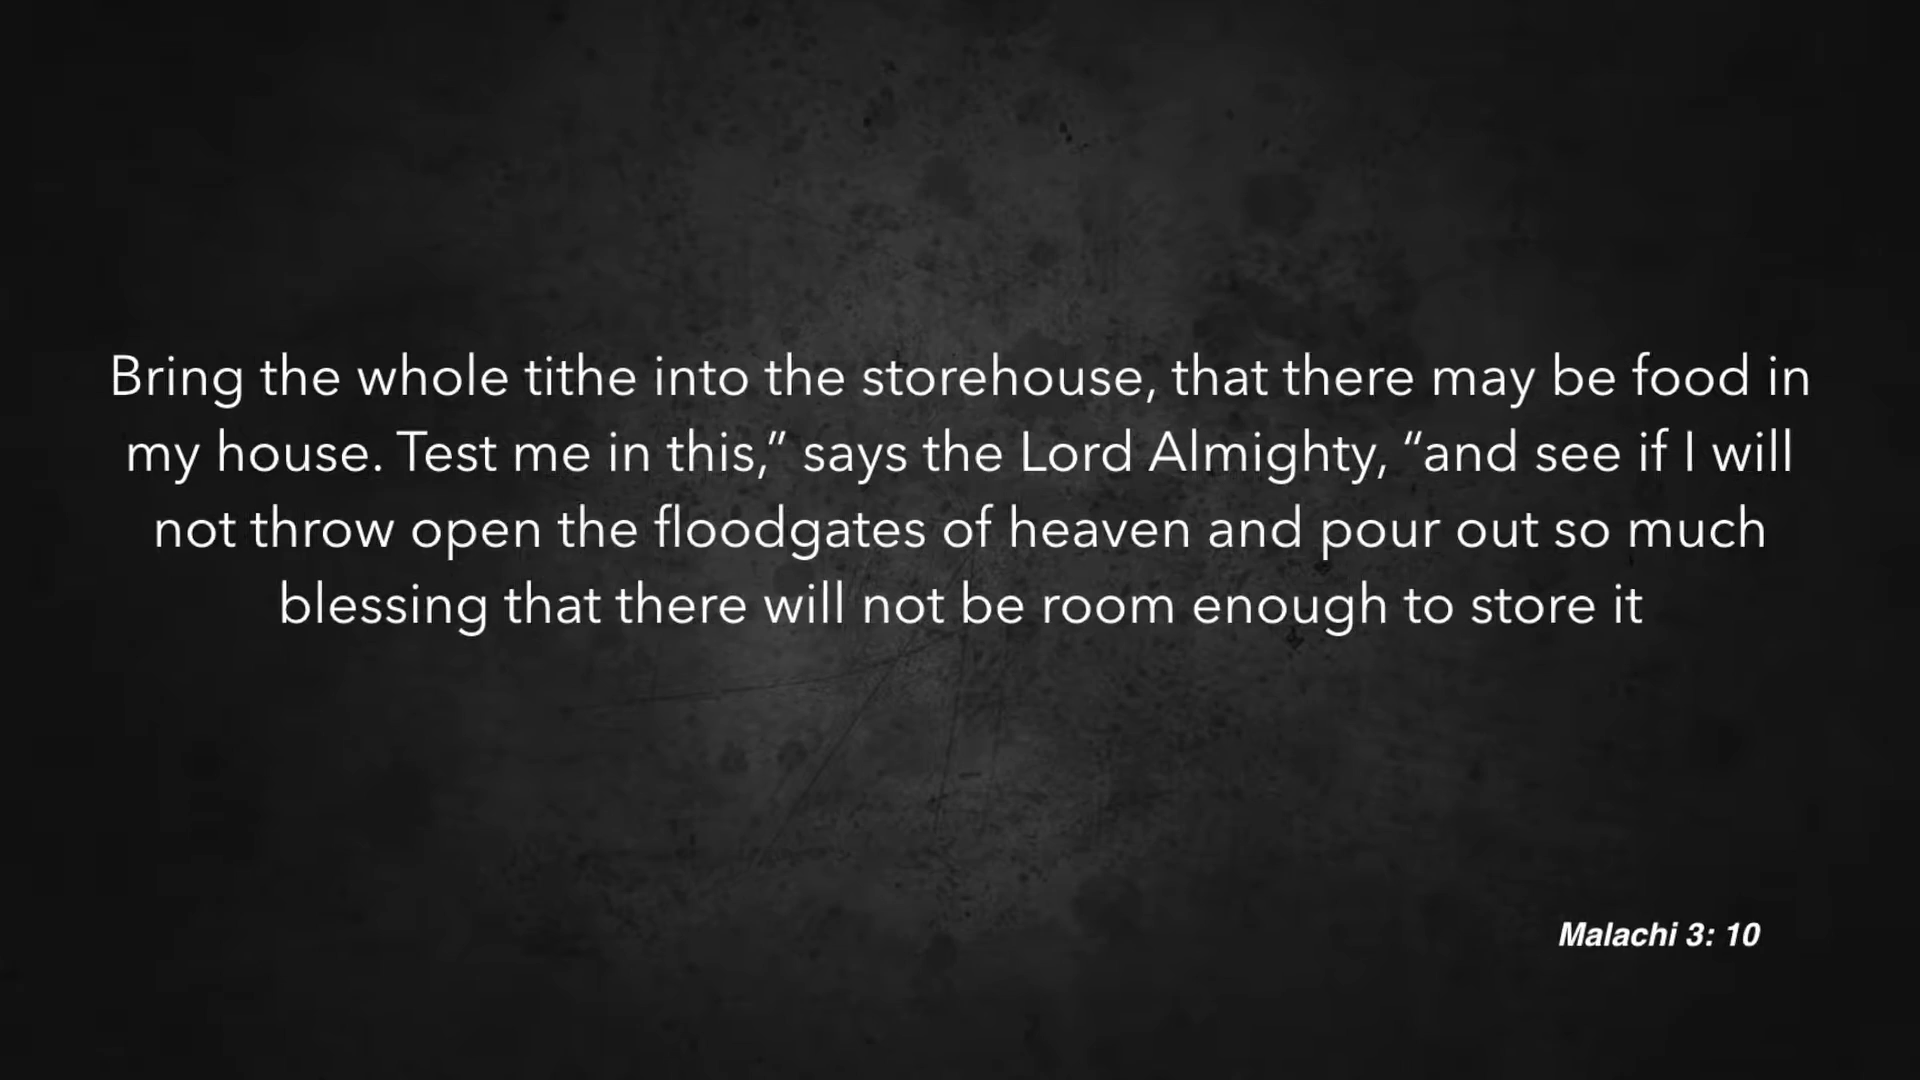 Bring the whole tithe into the storehouse, that there may be food in
my house. Test me in this,” says the Lord Almighty, “and see if I will
not throw open the floodgates of heaven and pour out so much
blessing that there will not be room enough to store it
Malachi 3: 10